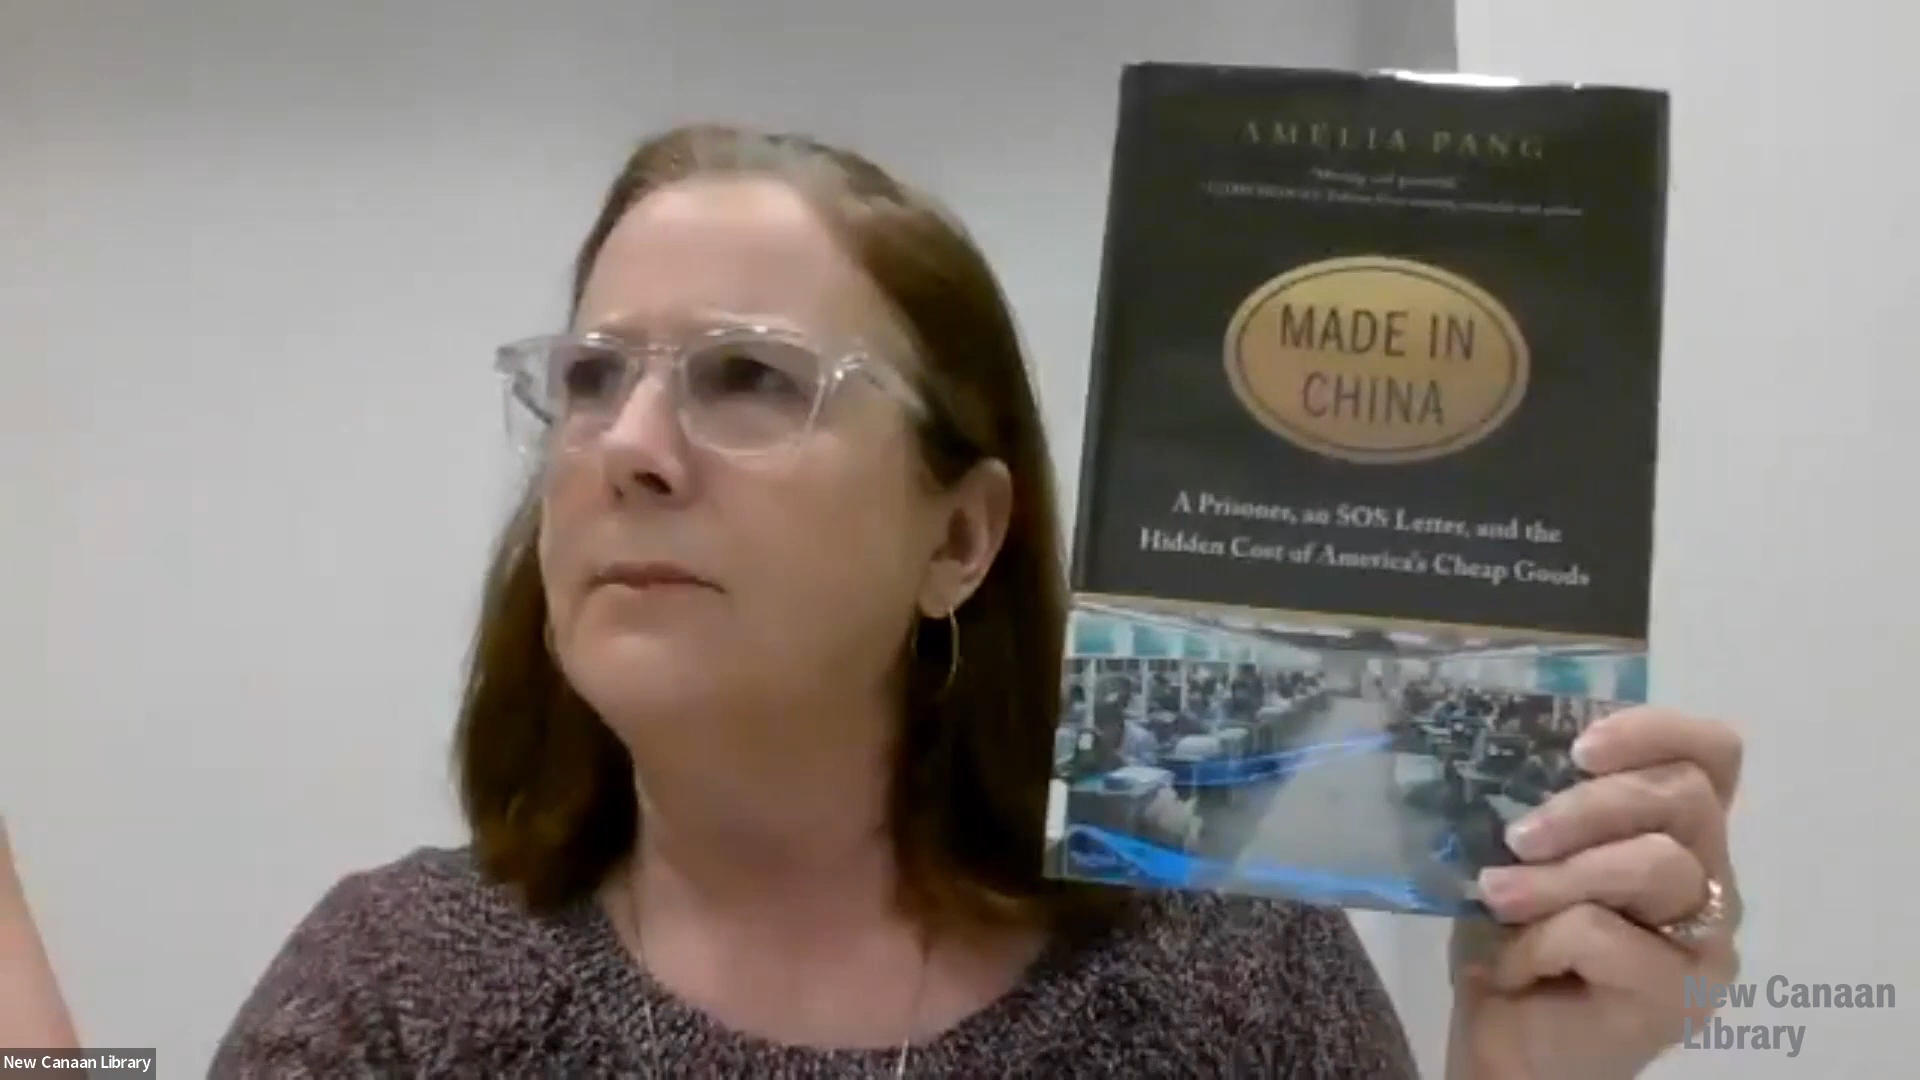 AMELIA PANG
MADE IN
CHINA
A Prisoner, an SOS Letter, and the
Hidden Cost of America's Cheap Goods
New Canaan
Library
New Canaan Library